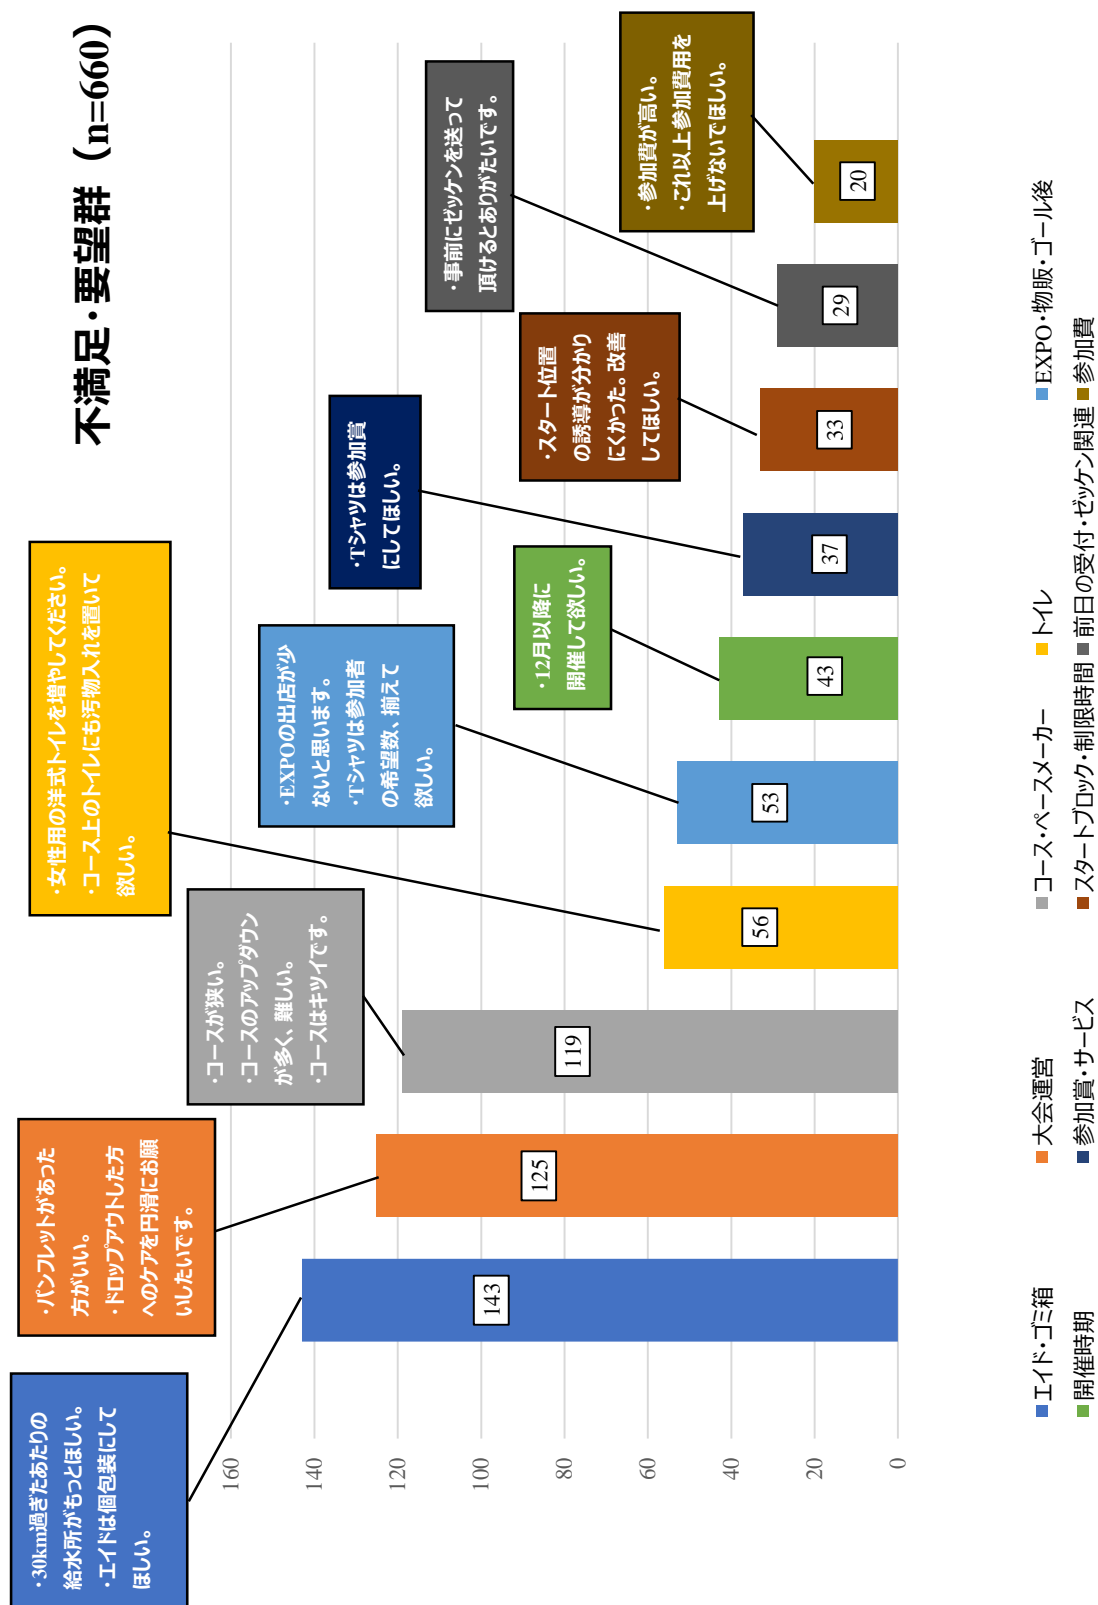 不満足・要望群（n=660）
・30km過ぎたあたりの
給水所がもっとほしい。
・エイドは個包装にして
ほしい。
・パンフレットがあった
方がいい。
・ドロップアウトした方
へのケアを円滑にお願
いしたいです。
・コースが狭い。
・コースのアップダウン
が多く、難しい。
・コースはキツイです。
・女性用の洋式トイレを増やしてください。
・コース上のトイレにも汚物入れを置いて
欲しい。
・EXPOの出店が少
ないと思います。
・Tシャツは参加者
の希望数、揃えて
欲しい。
・12月以降に
開催して欲しい。
・Tシャツは参加賞
にしてほしい。
・スタート位置
の誘導が分かり
にくかった。改善
してほしい。
・事前にゼッケンを送って
頂けるとありがたいです。
・参加費が高い。
・これ以上参加費用を
上げないでほしい。
160
140
120
100
80
60
40
20
0
143
125
119
56
53
43
37
33
29
20
エイド・ゴミ箱
大会運営
コース・ペースメーカー
トイレ
EXPO・物販・ゴール後
開催時期
参加賞・サービス
スタートブロック・制限時間
前日の受付・ゼッケン関連
参加費